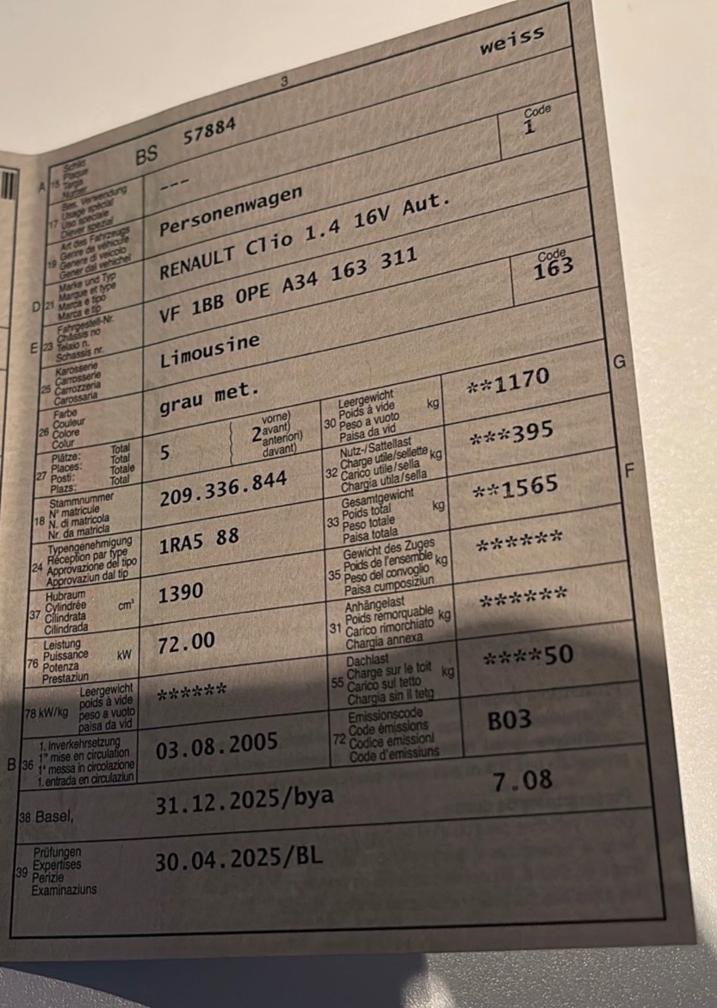 3
15 Schild BS 57884 weiss
A Plaque
Targa
Numer
17 Bes. Verwendung --- 
Usage spécial
Uso speciale
Diever spezial
19 Art des Fahrzeugs Personenwagen Code 1
Genre de véhicule
Genere di veicolo
Gener dal vehichel
D 21 Marke und Typ RENAULT Clio 1.4 16V Aut.
Marque et type
Marca e tipo
Marca e tip
E 23 Fahrgestell-Nr. VF 1BB 0PE A34 163 311
Châssis no
Telaio n.
Schassis nr.
25 Karosserie Limousine Code 163
Carrosserie
Carrozzeria
Carossaria
26 Farbe grau met.
Couleur
Colore
Colur
27 Plätze: Total 5 2 vorne)
Places: Total avant)
Posti: Totale anteriori)
Plazs: Total davant)
30 Leergewicht kg **1170 G
Poids à vide
Peso a vuoto
Paisa da vid
18 Stammnummer 209.336.844
N° matricule
N. di matricola
Nr. da matricla
32 Nutz-/Sattellast kg ***395
Charge utile/sellette
Carico utile/sella
Chargia utila/sella
24 Typengenehmigung 1RA5 88
Réception par type
Approvazione del tipo
Approvaziun dal tip
33 Gesamtgewicht kg **1565 F
Poids total
Peso totale
Paisa totala
37 Hubraum cm³ 1390
Cylindrée
Cilindrata
Cilindrada
35 Gewicht des Zuges kg ******
Poids de l'ensemble
Peso del convoglio
Paisa cumposiziun
76 Leistung kW 72.00
Puissance
Potenza
Prestaziun
31 Anhängelast kg ******
Poids remorquable
Carico rimorchiato
Chargia annexa
78 kW/kg Leergewicht ******
poids à vide
peso a vuoto
paisa da vid
55 Dachlast kg ****50
Charge sur le toit
Carico sul tetto
Chargia sin il tetg
B 36 1. Inverkehrsetzung 03.08.2005
1re mise en circulation
1a messa in circolazione
1. entrada en circulaziun
72 Emissionscode B03
Code émissions
Codice emissioni
Code d'emissiuns
38 Basel, 31.12.2025/bya 7.08
39 Prüfungen 30.04.2025/BL
Expertises
Perizie
Examinaziuns